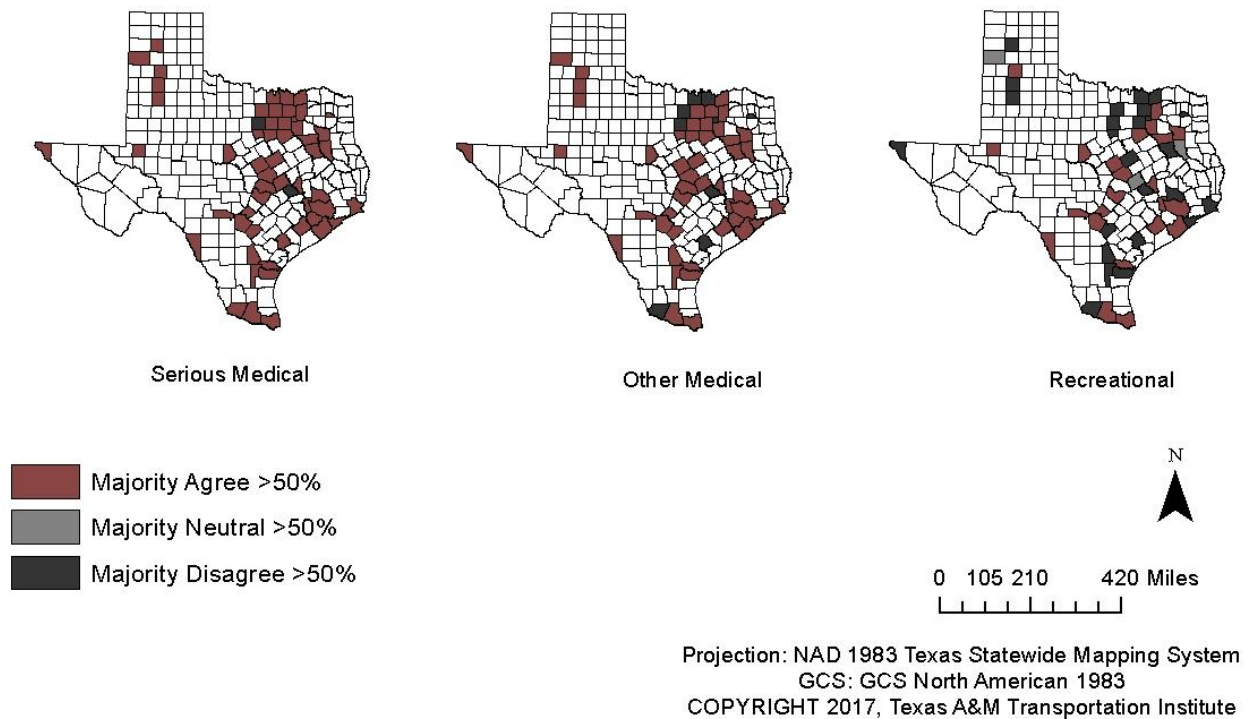 Serious Medical
Other Medical
Recreational
Majority Agree >50%
Majority Neutral >50%
Majority Disagree >50%
N
0 105 210 420 Miles
Projection: NAD 1983 Texas Statewide Mapping System
GCS: GCS North American 1983
COPYRIGHT 2017, Texas A&M Transportation Institute